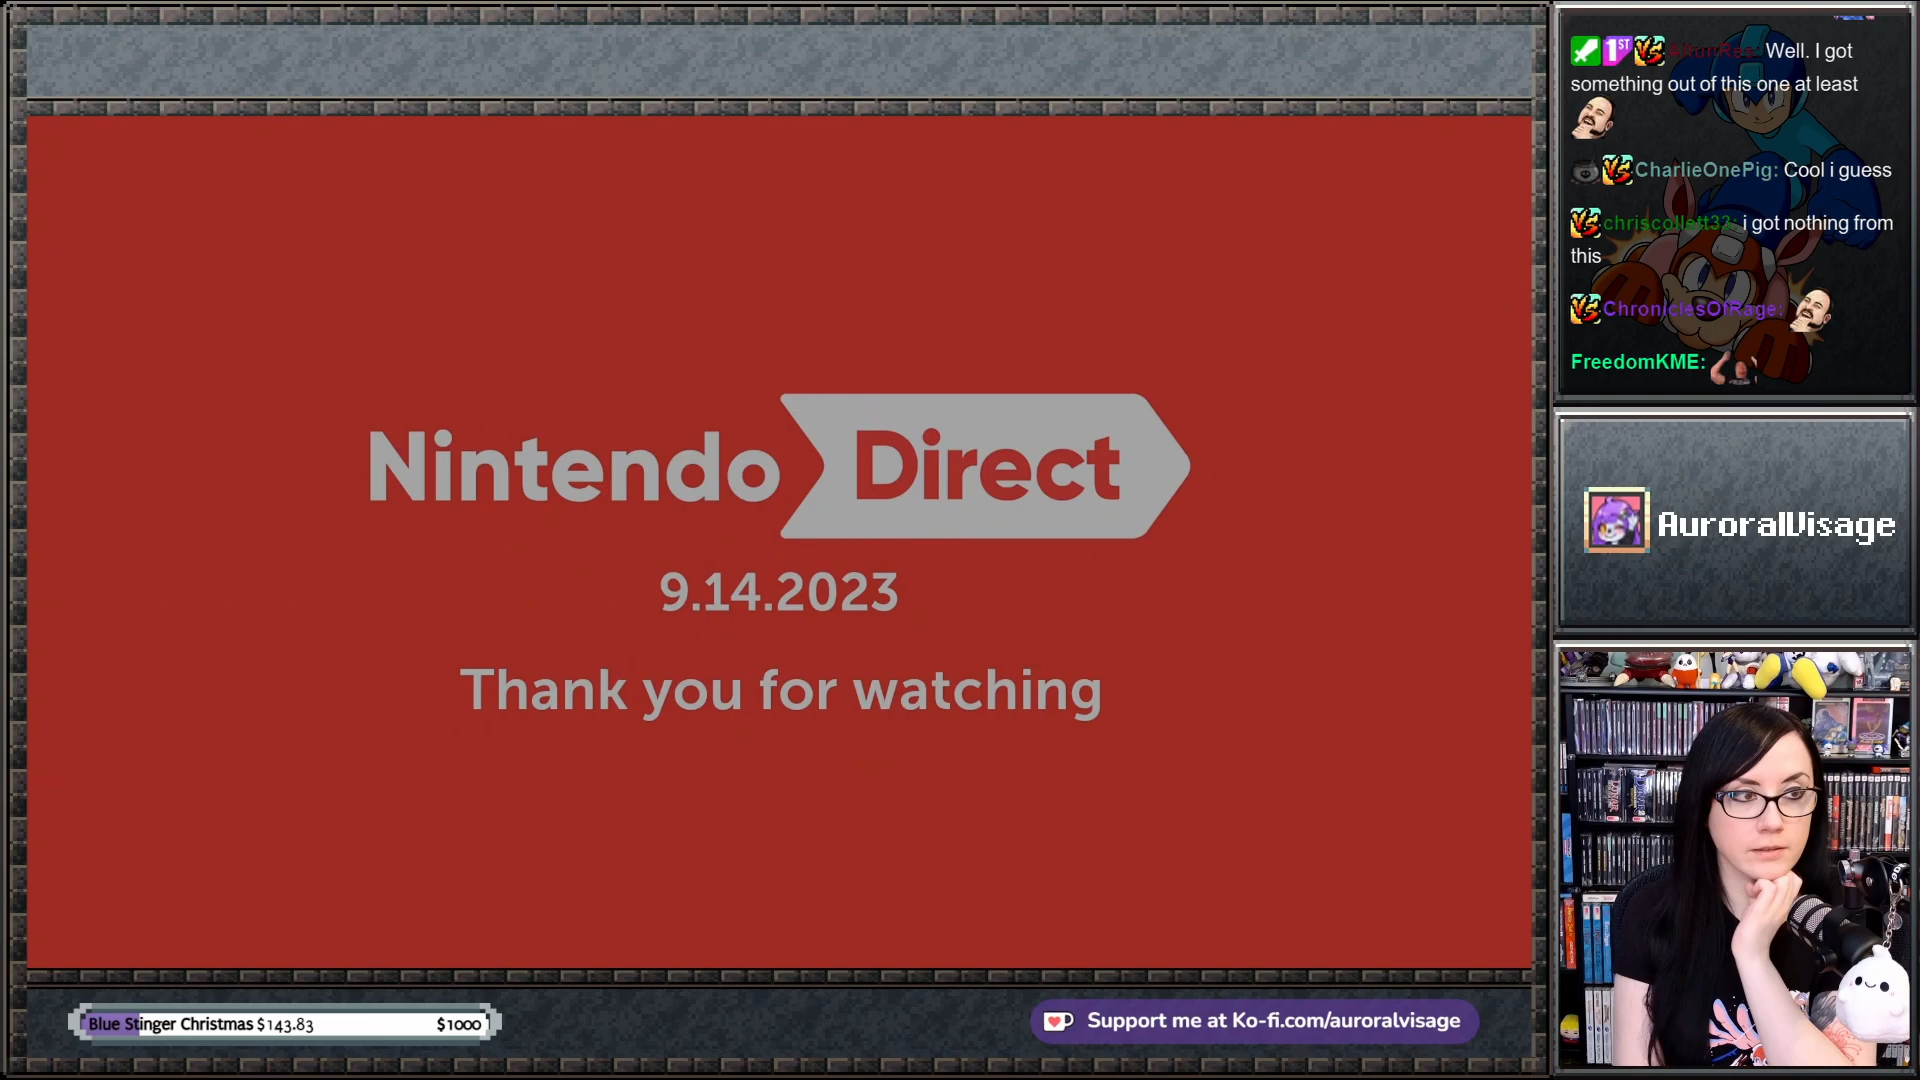 Nintendo Direct
9.14.2023
Thank you for watching
Blue Stinger Christmas $143.83 $1000
Support me at Ko-fi.com/auroralvisage
Well. I got
something out of this one at least
CharlieOnePig: Cool i guess
chriscollett33: i got nothing from
this
ChroniclesOfRage:
FreedomKME:
AuroralVisage